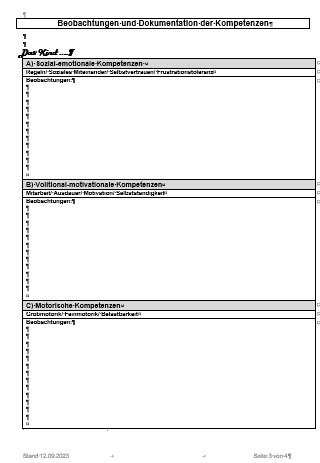 Beobachtungen und Dokumentation der Kompetenzen
Das Kind ....
A) Sozial-emotionale Kompetenzen
Regeln/ Soziales Miteinander/ Selbstvertrauen/ Frustrationstoleranz
Beobachtungen:
B) Volitional-motivationale Kompetenzen
Mitarbeit/ Ausdauer/ Motivation/ Selbstständigkeit
Beobachtungen:
C) Motorische Kompetenzen
Grobmotorik/ Feinmotorik/ Belastbarkeit
Beobachtungen:
Stand 12.09.2023 Seite 3 von 4